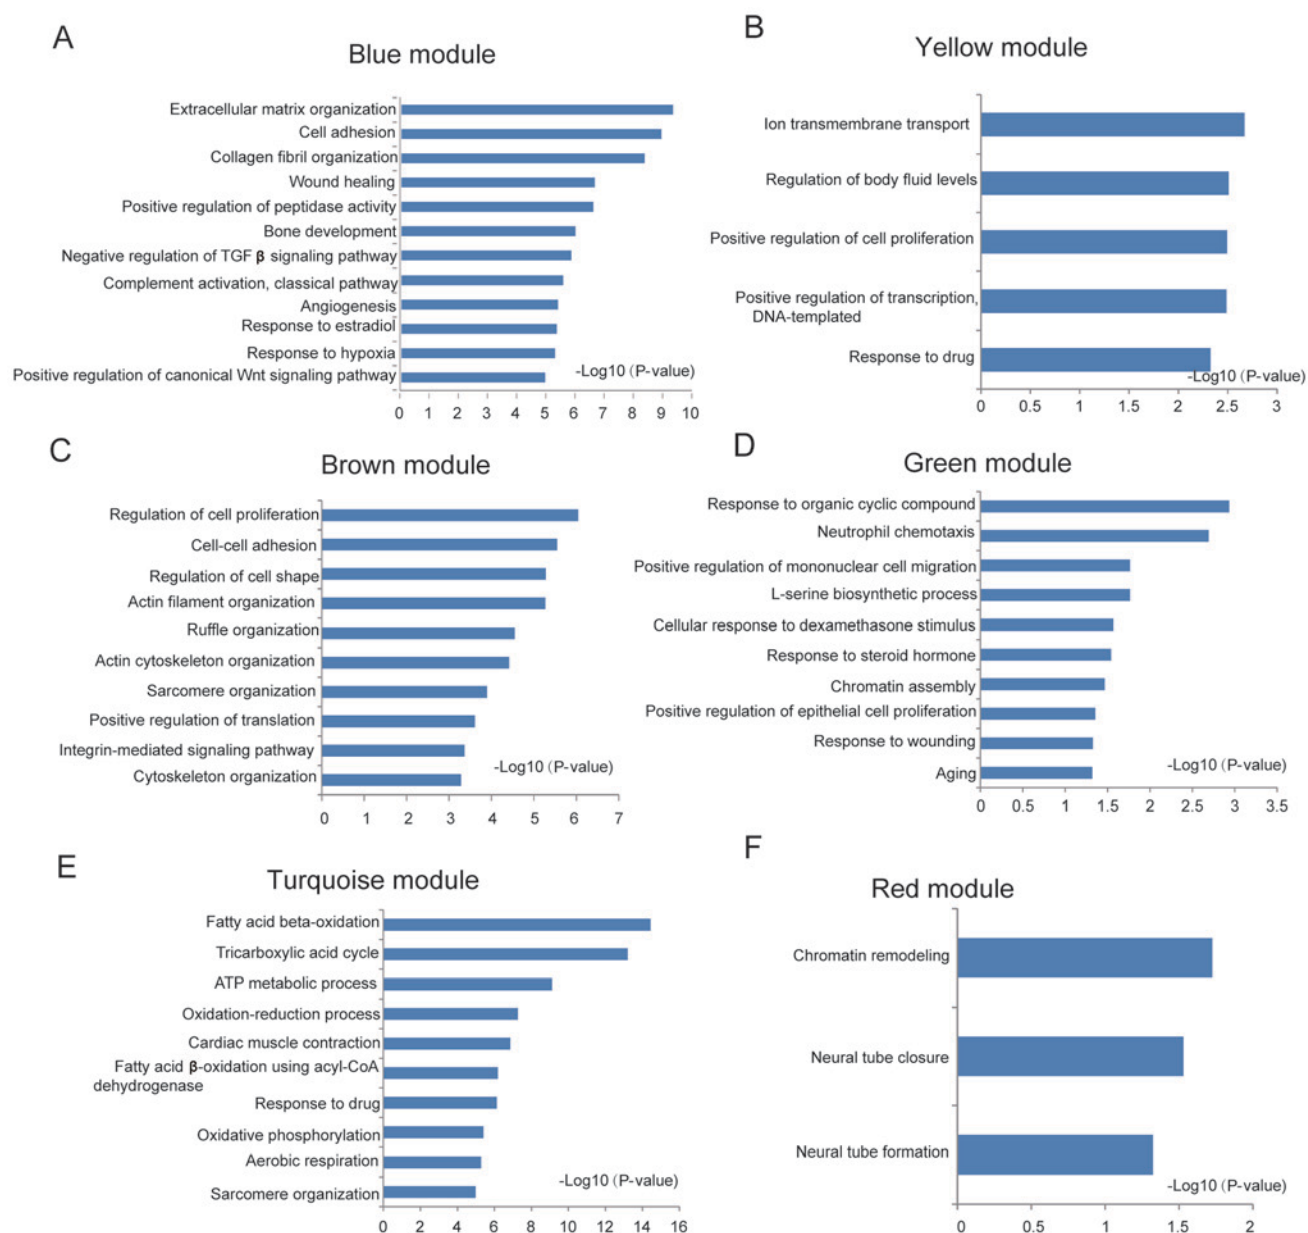 A
Blue module
Extracellular matrix organization
Cell adhesion
Collagen fibril organization
Wound healing
Positive regulation of peptidase activity
Bone development
Negative regulation of TGF β signaling pathway
Complement activation, classical pathway
Angiogenesis
Response to estradiol
Response to hypoxia
Positive regulation of canonical Wnt signaling pathway
-Log10 (P-value)
0 1 2 3 4 5 6 7 8 9 10
B
Yellow module
Ion transmembrane transport
Regulation of body fluid levels
Positive regulation of cell proliferation
Positive regulation of transcription,
DNA-templated
Response to drug
-Log10 (P-value)
0 0.5 1 1.5 2 2.5 3
C
Brown module
Regulation of cell proliferation
Cell-cell adhesion
Regulation of cell shape
Actin filament organization
Ruffle organization
Actin cytoskeleton organization
Sarcomere organization
Positive regulation of translation
Integrin-mediated signaling pathway
Cytoskeleton organization
-Log10 (P-value)
0 1 2 3 4 5 6 7
D
Green module
Response to organic cyclic compound
Neutrophil chemotaxis
Positive regulation of mononuclear cell migration
L-serine biosynthetic process
Cellular response to dexamethasone stimulus
Response to steroid hormone
Chromatin assembly
Positive regulation of epithelial cell proliferation
Response to wounding
Aging
-Log10 (P-value)
0 0.5 1 1.5 2 2.5 3 3.5
E
Turquoise module
Fatty acid beta-oxidation
Tricarboxylic acid cycle
ATP metabolic process
Oxidation-reduction process
Cardiac muscle contraction
Fatty acid β-oxidation using acyl-CoA
dehydrogenase
Response to drug
Oxidative phosphorylation
Aerobic respiration
Sarcomere organization
-Log10 (P-value)
0 2 4 6 8 10 12 14 16
F
Red module
Chromatin remodeling
Neural tube closure
Neural tube formation
-Log10 (P-value)
0 0.5 1 1.5 2